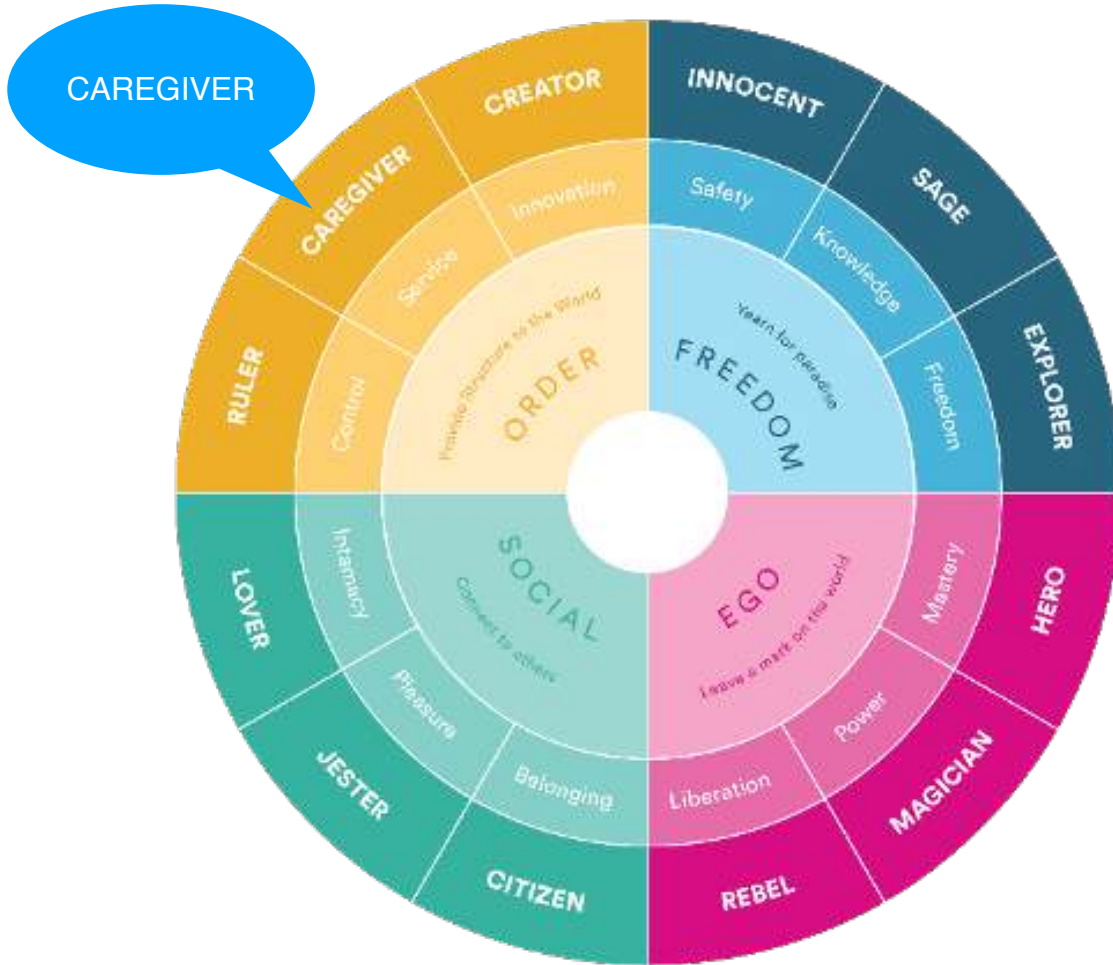 CAREGIVER
CREATOR
INNOCENT
SAGE
EXPLORER
HERO
MAGICIAN
REBEL
CITIZEN
JESTER
LOVER
RULER
CAREGIVER
Innovation
Safety
Knowledge
Freedom
Mastery
Power
Liberation
Belonging
Pleasure
Intamacy
Control
Service
Provide Structure to the World
ORDER
Yearn for paradise
FREEDOM
EGO
Leave a mark on the world
SOCIAL
Connect to others